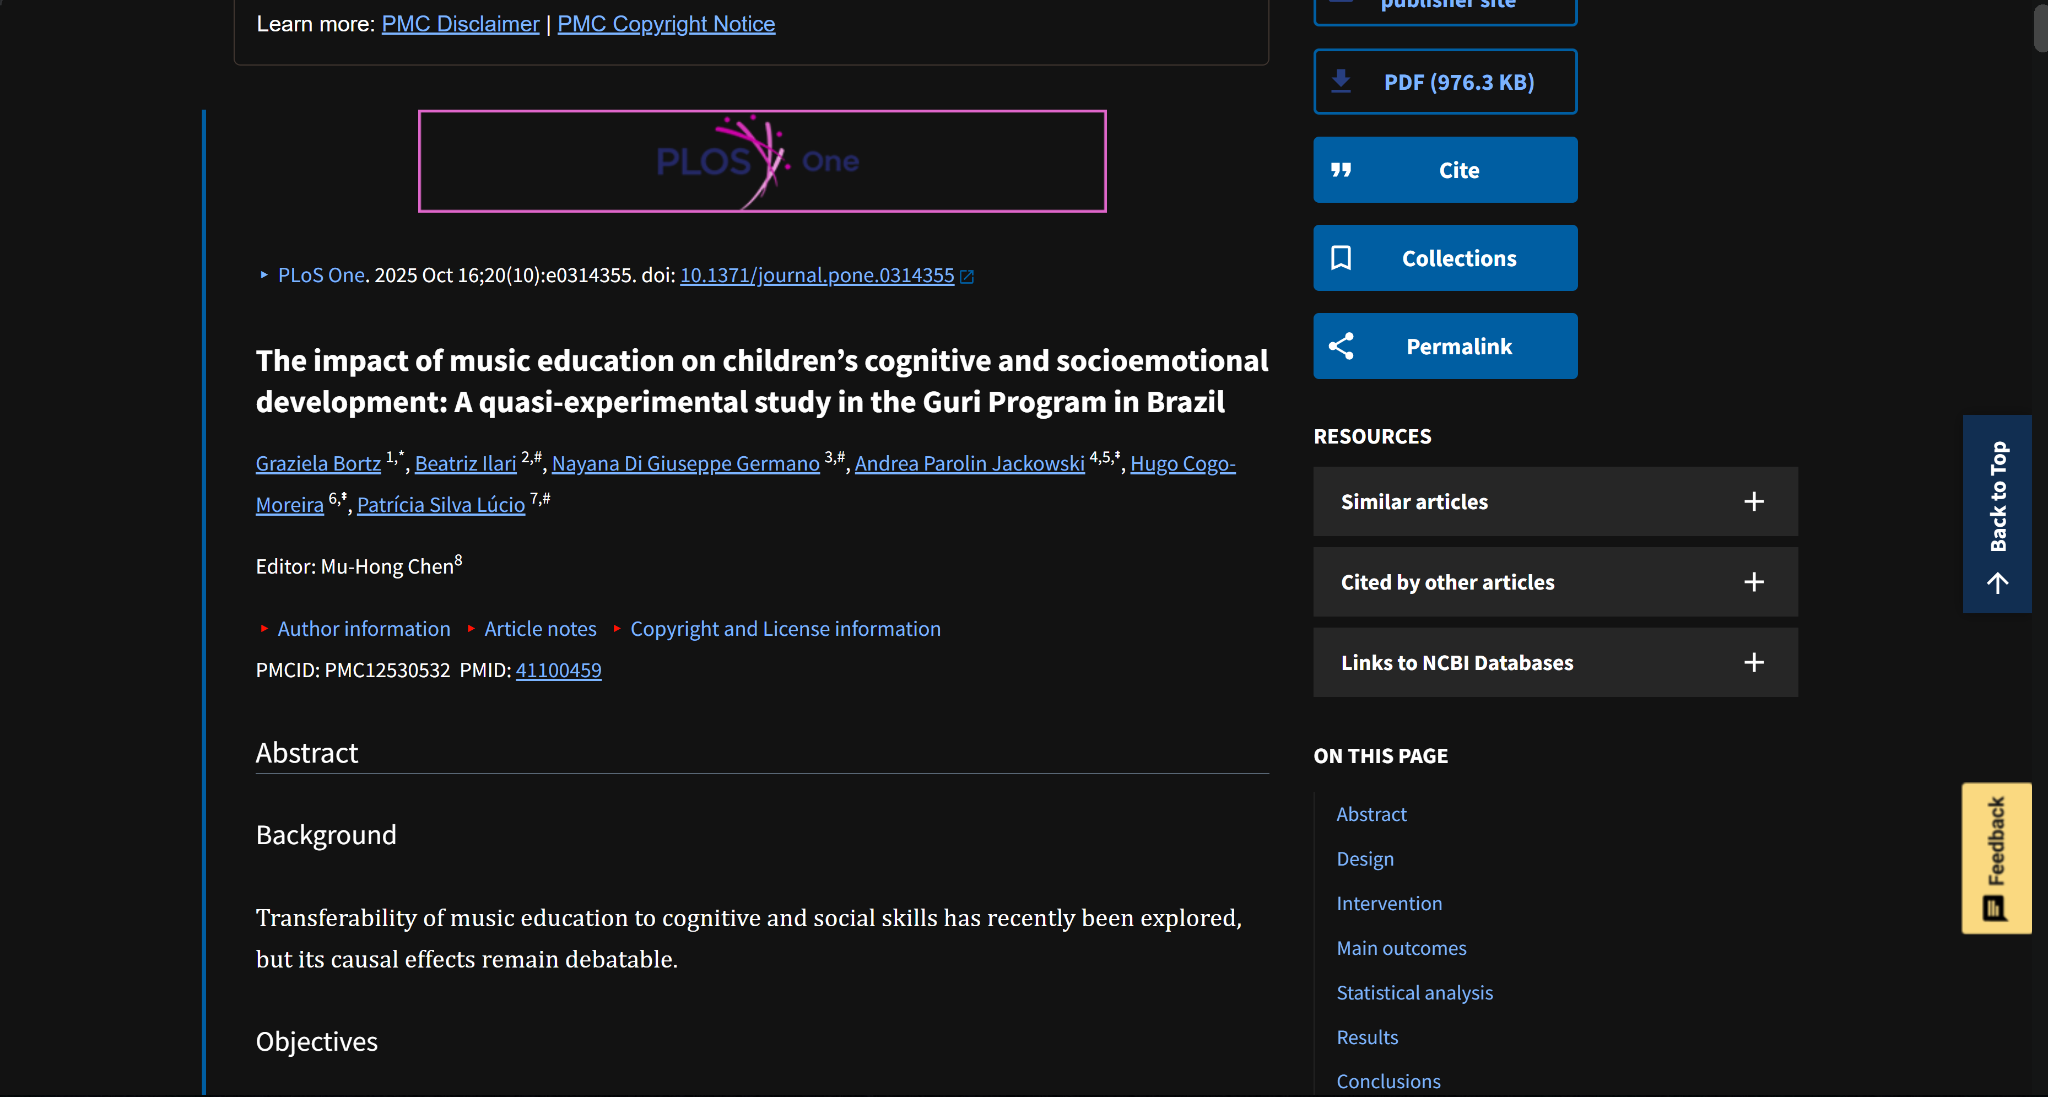 Learn more: PMC Disclaimer | PMC Copyright Notice
PLOS One
▸ PLoS One. 2025 Oct 16;20(10):e0314355. doi: 10.1371/journal.pone.0314355
The impact of music education on children’s cognitive and socioemotional
development: A quasi-experimental study in the Guri Program in Brazil
Graziela Bortz 1,*, Beatriz Ilari 2,#, Nayana Di Giuseppe Germano 3,#, Andrea Parolin Jackowski 4,5,‡, Hugo Cogo-
Moreira 6,‡, Patrícia Silva Lúcio 7,#
Editor: Mu-Hong Chen8
▸ Author information ▸ Article notes ▸ Copyright and License information
PMCID: PMC12530532 PMID: 41100459
Abstract
Background
Transferability of music education to cognitive and social skills has recently been explored,
but its causal effects remain debatable.
Objectives
publisher site
PDF (976.3 KB)
Cite
Collections
Permalink
RESOURCES
Similar articles
Cited by other articles
Links to NCBI Databases
ON THIS PAGE
Abstract
Design
Intervention
Main outcomes
Statistical analysis
Results
Conclusions
Back to Top
Feedback